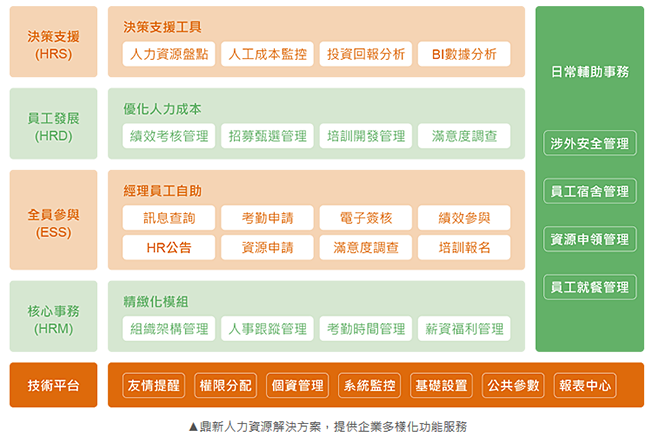 決策支援
(HRS)
決策支援工具
人力資源盤點 人工成本監控 投資回報分析 BI數據分析
員工發展
(HRD)
優化人力成本
績效考核管理 招募甄選管理 培訓開發管理 滿意度調查
全員參與
(ESS)
經理員工自助
訊息查詢 考勤申請 電子簽核 績效參與
HR公告 資源申請 滿意度調查 培訓報名
核心事務
(HRM)
精緻化模組
組織架構管理 人事跟蹤管理 考勤時間管理 薪資福利管理
日常輔助事務
涉外安全管理
員工宿舍管理
資源申領管理
員工就餐管理
技術平台
友情提醒 權限分配 個資管理 系統監控 基礎設置 公共參數 報表中心
▲鼎新人力資源解決方案，提供企業多樣化功能服務